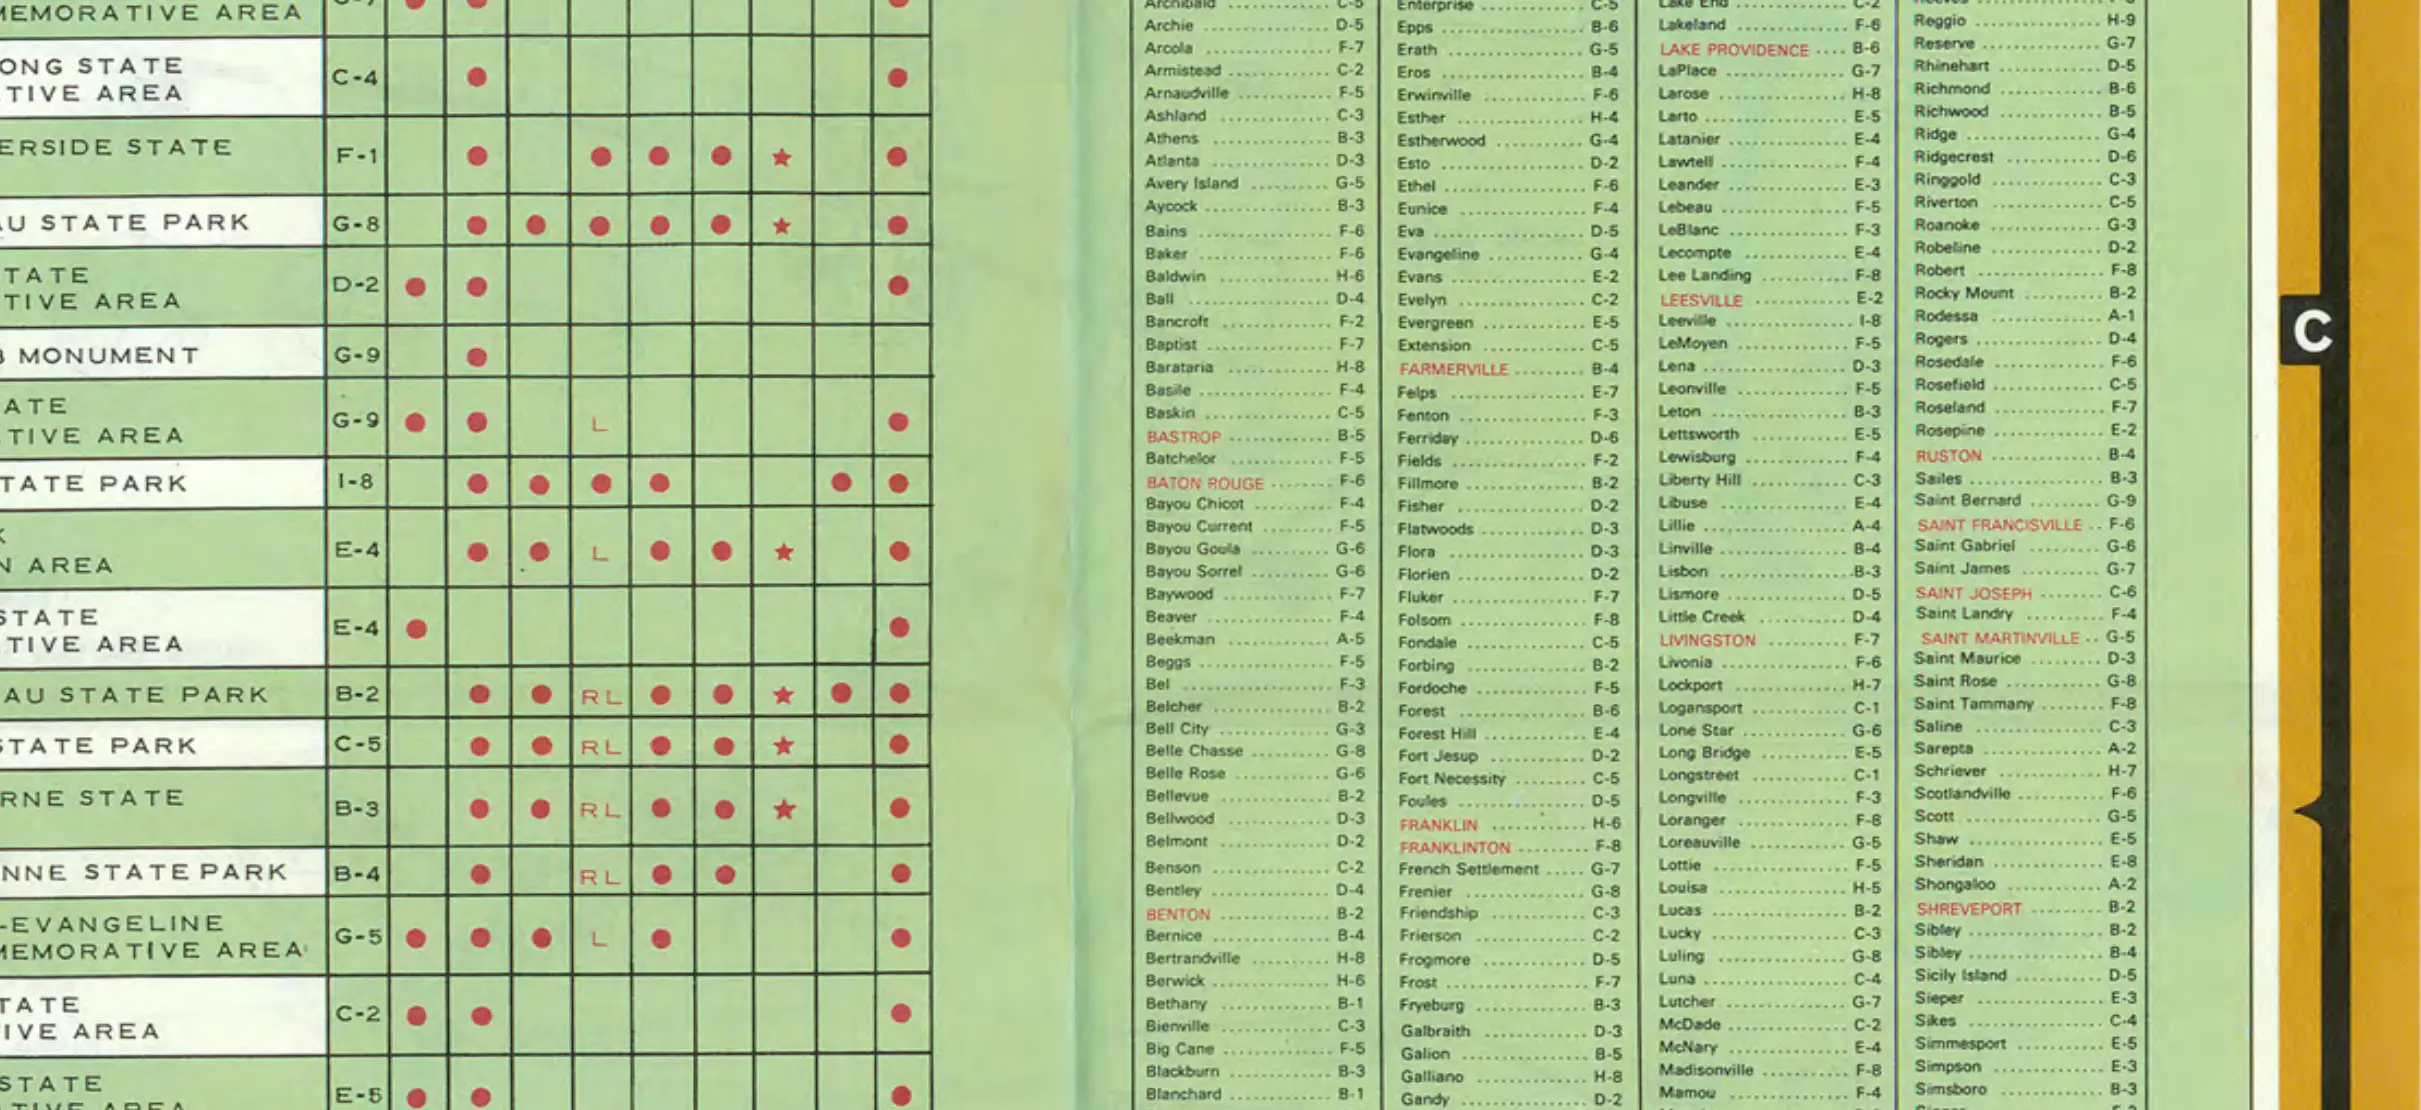 EMORATIVE AREA
ONG STATE
TIVE AREA
C-4
ERSIDE STATE
F-1
AU STATE PARK
G-8
TATE
TIVE AREA
D-2
MONUMENT
G-9
ATE
TIVE AREA
G-9
L
TATE PARK
I-8
N AREA
E-4
L
STATE
TIVE AREA
E-4
AU STATE PARK
B-2
RL
STATE PARK
C-5
RL
RNE STATE
B-3
RL
NNE STATE PARK
B-4
RL
-EVANGELINE
MEMORATIVE AREA
G-5
L
TATE
IVE AREA
C-2
STATE
E-5
Archibald C-5
Archie D-5
Arcola F-7
Armistead C-2
Arnaudville F-5
Ashland C-3
Athens B-3
Atlanta D-3
Avery Island G-5
Aycock B-3
Bains F-6
Baker F-6
Baldwin H-6
Ball D-4
Bancroft F-2
Baptist F-7
Barataria H-8
Basile F-4
Baskin C-5
BASTROP B-5
Batchelor F-5
BATON ROUGE F-6
Bayou Chicot F-4
Bayou Current F-5
Bayou Goula G-6
Bayou Sorrel G-6
Baywood F-7
Beaver F-4
Beekman A-5
Beggs F-5
Bel F-3
Belcher B-2
Bell City G-3
Belle Chasse G-8
Belle Rose G-6
Bellevue B-2
Bellwood D-3
Belmont D-2
Benson C-2
Bentley D-4
BENTON B-2
Bernice B-4
Bertrandville H-8
Berwick H-6
Bethany B-1
Bienville C-3
Big Cane F-5
Blackburn B-3
Blanchard B-1
Enterprise C-5
Epps B-6
Erath G-5
Eros B-4
Erwinville F-6
Esther H-4
Estherwood G-4
Esto D-2
Ethel F-6
Eunice F-4
Eva D-5
Evangeline G-4
Evans E-2
Evelyn C-2
Evergreen E-5
Extension C-5
FARMERVILLE B-4
Felps E-7
Fenton F-3
Ferriday D-6
Fields F-2
Fillmore B-2
Fisher D-2
Flatwoods D-3
Flora D-3
Florien D-2
Fluker F-7
Folsom F-8
Fondale C-5
Forbing B-2
Fordoche F-5
Forest B-6
Forest Hill E-4
Fort Jesup D-2
Fort Necessity C-5
Foules D-5
FRANKLIN H-6
FRANKLINTON F-8
French Settlement G-7
Frenier G-8
Friendship C-3
Frierson C-2
Frogmore D-5
Frost F-7
Fryeburg B-3
Galbraith D-3
Galion B-5
Galliano H-8
Gandy D-2
Lake End C-2
Lakeland F-6
LAKE PROVIDENCE B-6
LaPlace G-7
Larose H-8
Larto E-5
Latanier E-4
Lawtell F-4
Leander E-3
Lebeau F-5
LeBlanc F-3
Lecompte E-4
Lee Landing F-8
LEESVILLE E-2
Leeville I-8
LeMoyen F-5
Lena D-3
Leonville F-5
Leton B-3
Lettsworth E-5
Lewisburg F-4
Liberty Hill C-3
Libuse E-4
Lillie A-4
Linville B-4
Lisbon B-3
Lismore D-5
Little Creek D-4
LIVINGSTON F-7
Livonia F-6
Lockport H-7
Logansport C-1
Lone Star G-6
Long Bridge E-5
Longstreet C-1
Longville F-3
Loranger F-8
Loreauville G-5
Lottie F-5
Louisa H-5
Lucas B-2
Lucky C-3
Luling G-8
Luna C-4
Lutcher G-7
McDade C-2
McNary E-4
Madisonville F-8
Mamou F-4
Reggio H-9
Reserve G-7
Rhinehart D-5
Richmond B-6
Richwood B-5
Ridge G-4
Ridgecrest D-6
Ringgold C-3
Riverton C-5
Roanoke G-3
Robeline D-2
Robert F-8
Rocky Mount B-2
Rodessa A-1
Rogers D-4
Rosedale F-6
Rosefield C-5
Roseland F-7
Rosepine E-2
RUSTON B-4
Sailes B-3
Saint Bernard G-9
SAINT FRANCISVILLE F-6
Saint Gabriel G-6
Saint James G-7
SAINT JOSEPH C-6
Saint Landry F-4
SAINT MARTINVILLE G-5
Saint Maurice D-3
Saint Rose G-8
Saint Tammany F-8
Saline C-3
Sarepta A-2
Schriever H-7
Scotlandville F-6
Scott G-5
Shaw E-5
Sheridan E-8
Shongaloo A-2
SHREVEPORT B-2
Sibley B-2
Sibley B-4
Sicily Island D-5
Sieper E-3
Sikes C-4
Simmesport E-5
Simpson E-3
Simsboro B-3
C